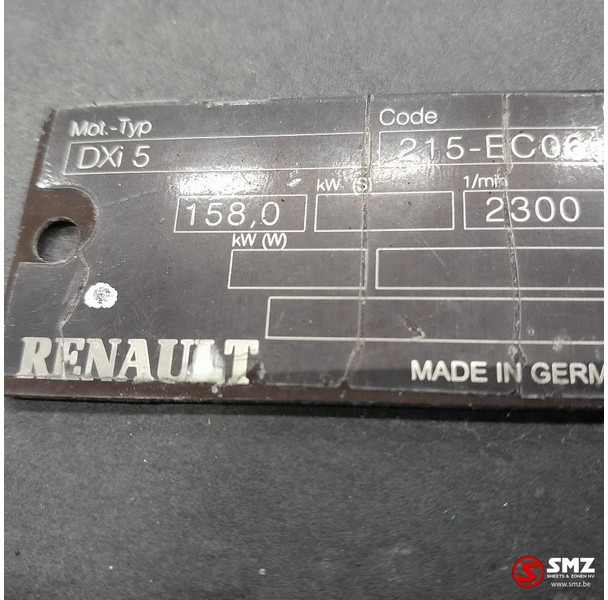 Mot.-Typ Code
DXi 5 215-EC06
kW (S) 1/min
158,0 2300
kW (W)
RENAULT MADE IN GERM
SMZ
SMEETS & ZONEN NV